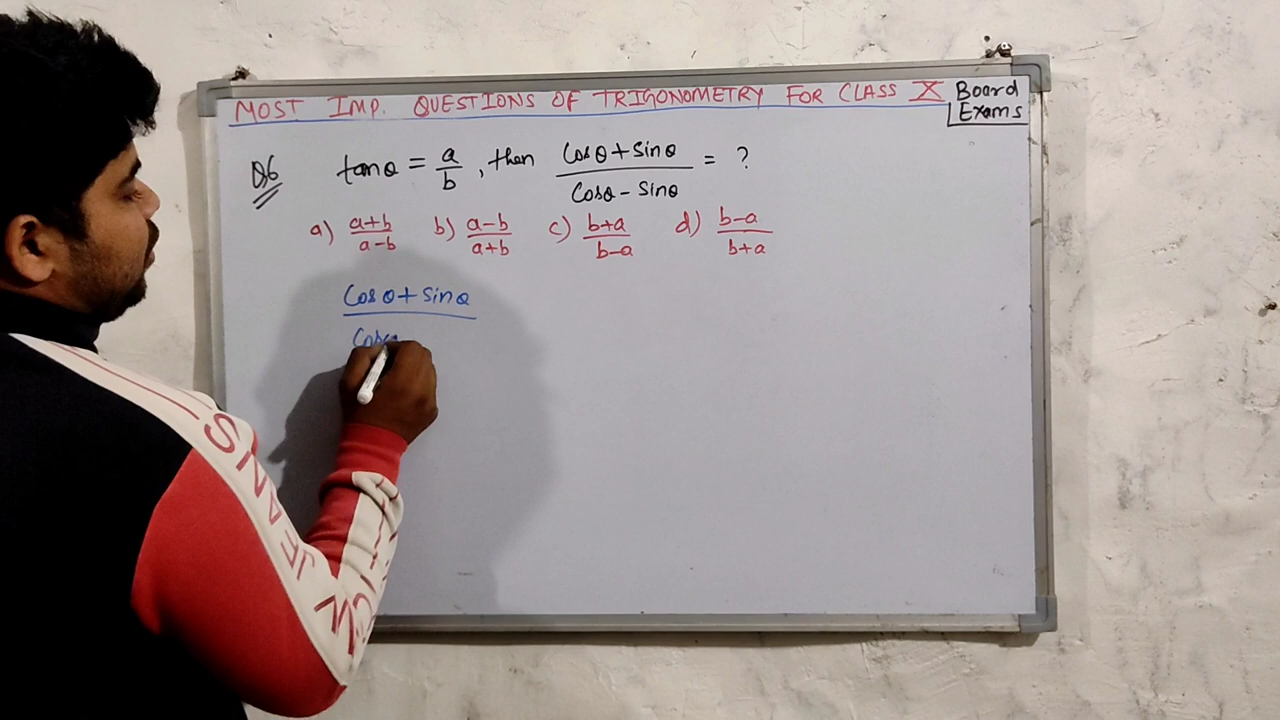 MOST IMP. QUESTIONS OF TRIGONOMETRY FOR CLASS X Board Exams
Q6 tanθ = a/b , then (Cosθ+Sinθ)/(Cosθ-Sinθ) = ?
a) (a+b)/(a-b) b) (a-b)/(a+b) c) (b+a)/(b-a) d) (b-a)/(b+a)
Cosθ+Sinθ